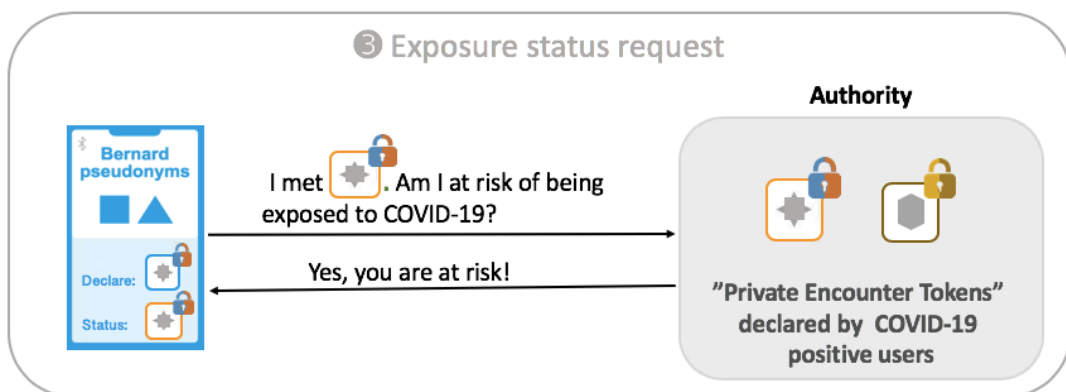 ❸ Exposure status request
Authority
Bernard
pseudonyms
I met . Am I at risk of being
exposed to COVID-19?
Yes, you are at risk!
Declare:
Status:
”Private Encounter Tokens”
declared by COVID-19
positive users